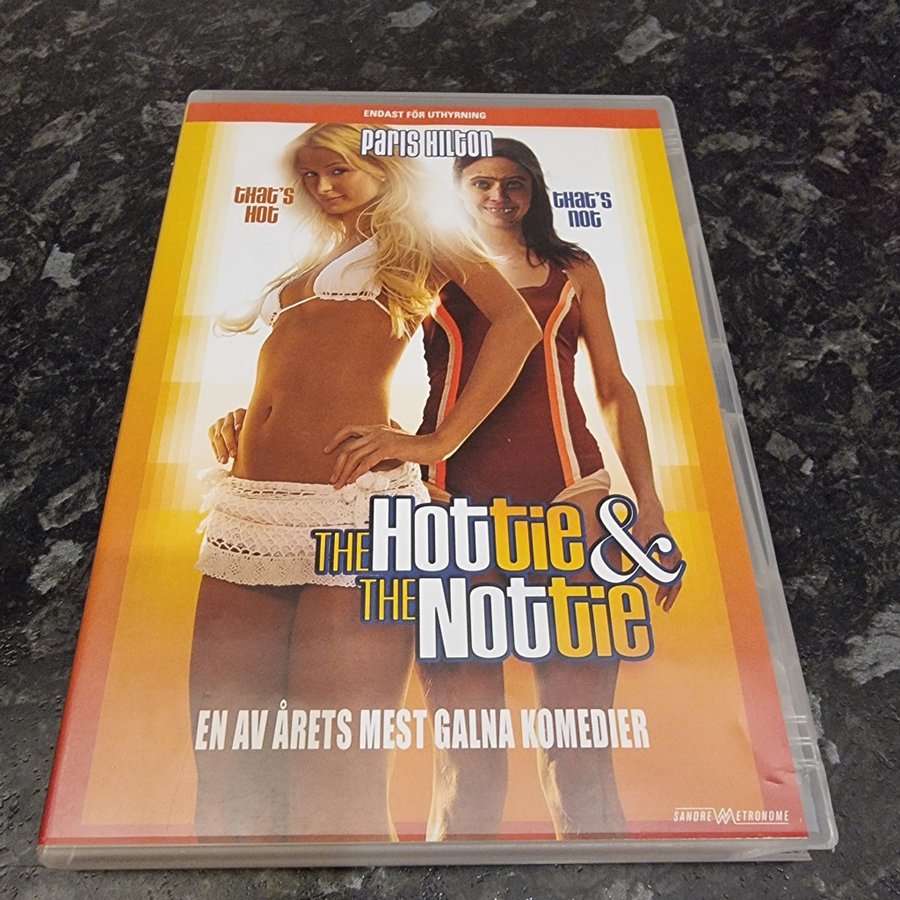 ENDAST FÖR UTHYRNING
PARIS HILTON
THAT'S
HOT
THAT'S
NOT
THE HOTTIE &
THE NOTTIE
EN AV ÅRETS MEST GALNA KOMEDIER
SANDREW METRONOME